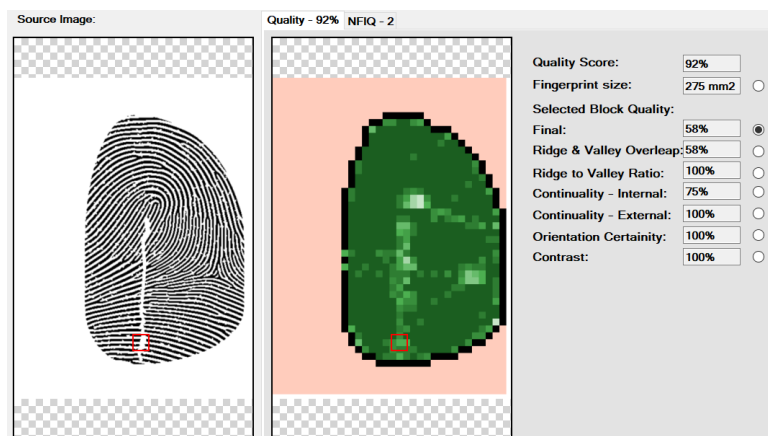 Source Image:
Quality - 92% NFIQ - 2
Quality Score: 92%
Fingerprint size: 275 mm2
Selected Block Quality:
Final: 58%
Ridge & Valley Overleap: 58%
Ridge to Valley Ratio: 100%
Continuality - Internal: 75%
Continuality - External: 100%
Orientation Certainity: 100%
Contrast: 100%